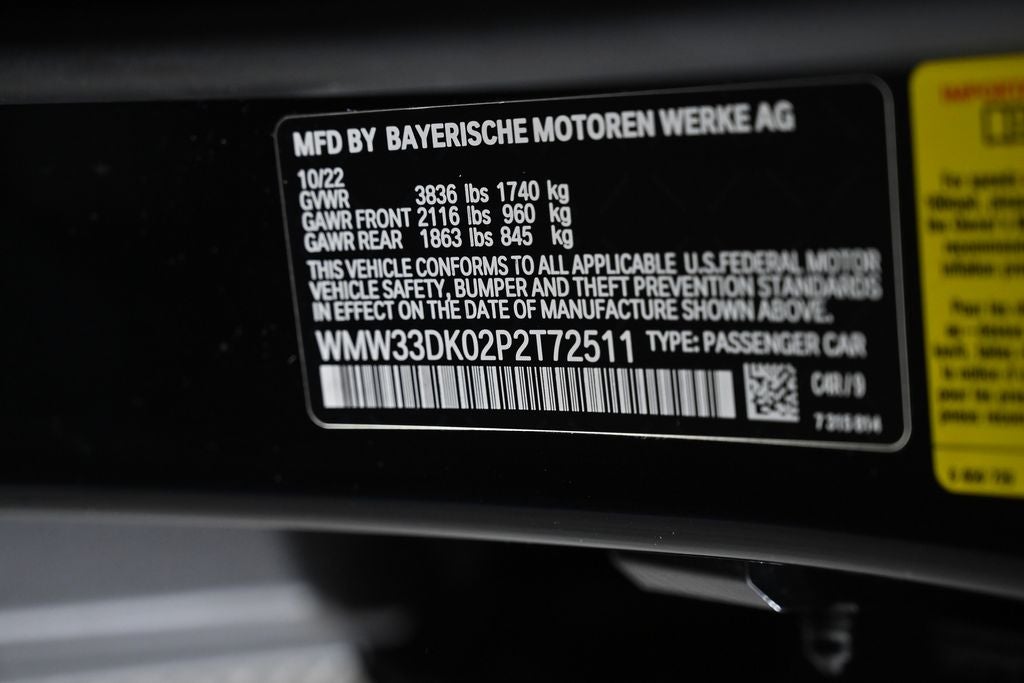 MFD BY BAYERISCHE MOTOREN WERKE AG
10/22
GVWR 3836 lbs 1740 kg
GAWR FRONT 2116 lbs 960 kg
GAWR REAR 1863 lbs 845 kg
THIS VEHICLE CONFORMS TO ALL APPLICABLE U.S.FEDERAL MOTOR
VEHICLE SAFETY, BUMPER AND THEFT PREVENTION STANDARDS
IN EFFECT ON THE DATE OF MANUFACTURE SHOWN ABOVE.
WMW33DK02P2T72511 TYPE: PASSENGER CAR
C4R/9